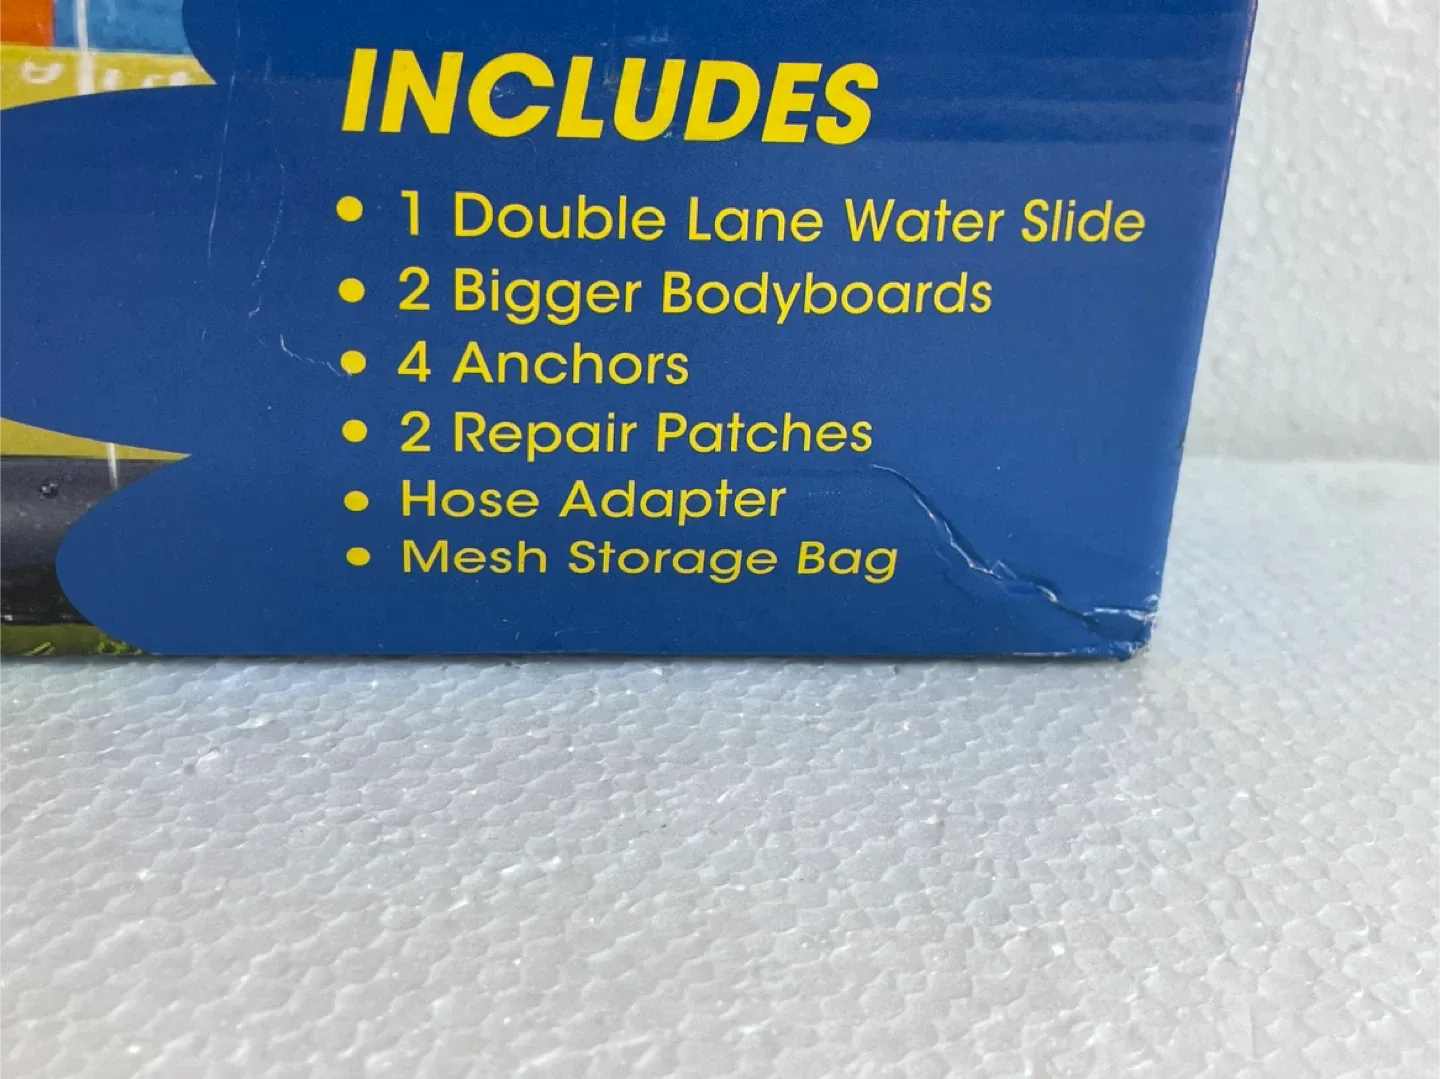 INCLUDES
• 1 Double Lane Water Slide
• 2 Bigger Bodyboards
• 4 Anchors
• 2 Repair Patches
• Hose Adapter
• Mesh Storage Bag